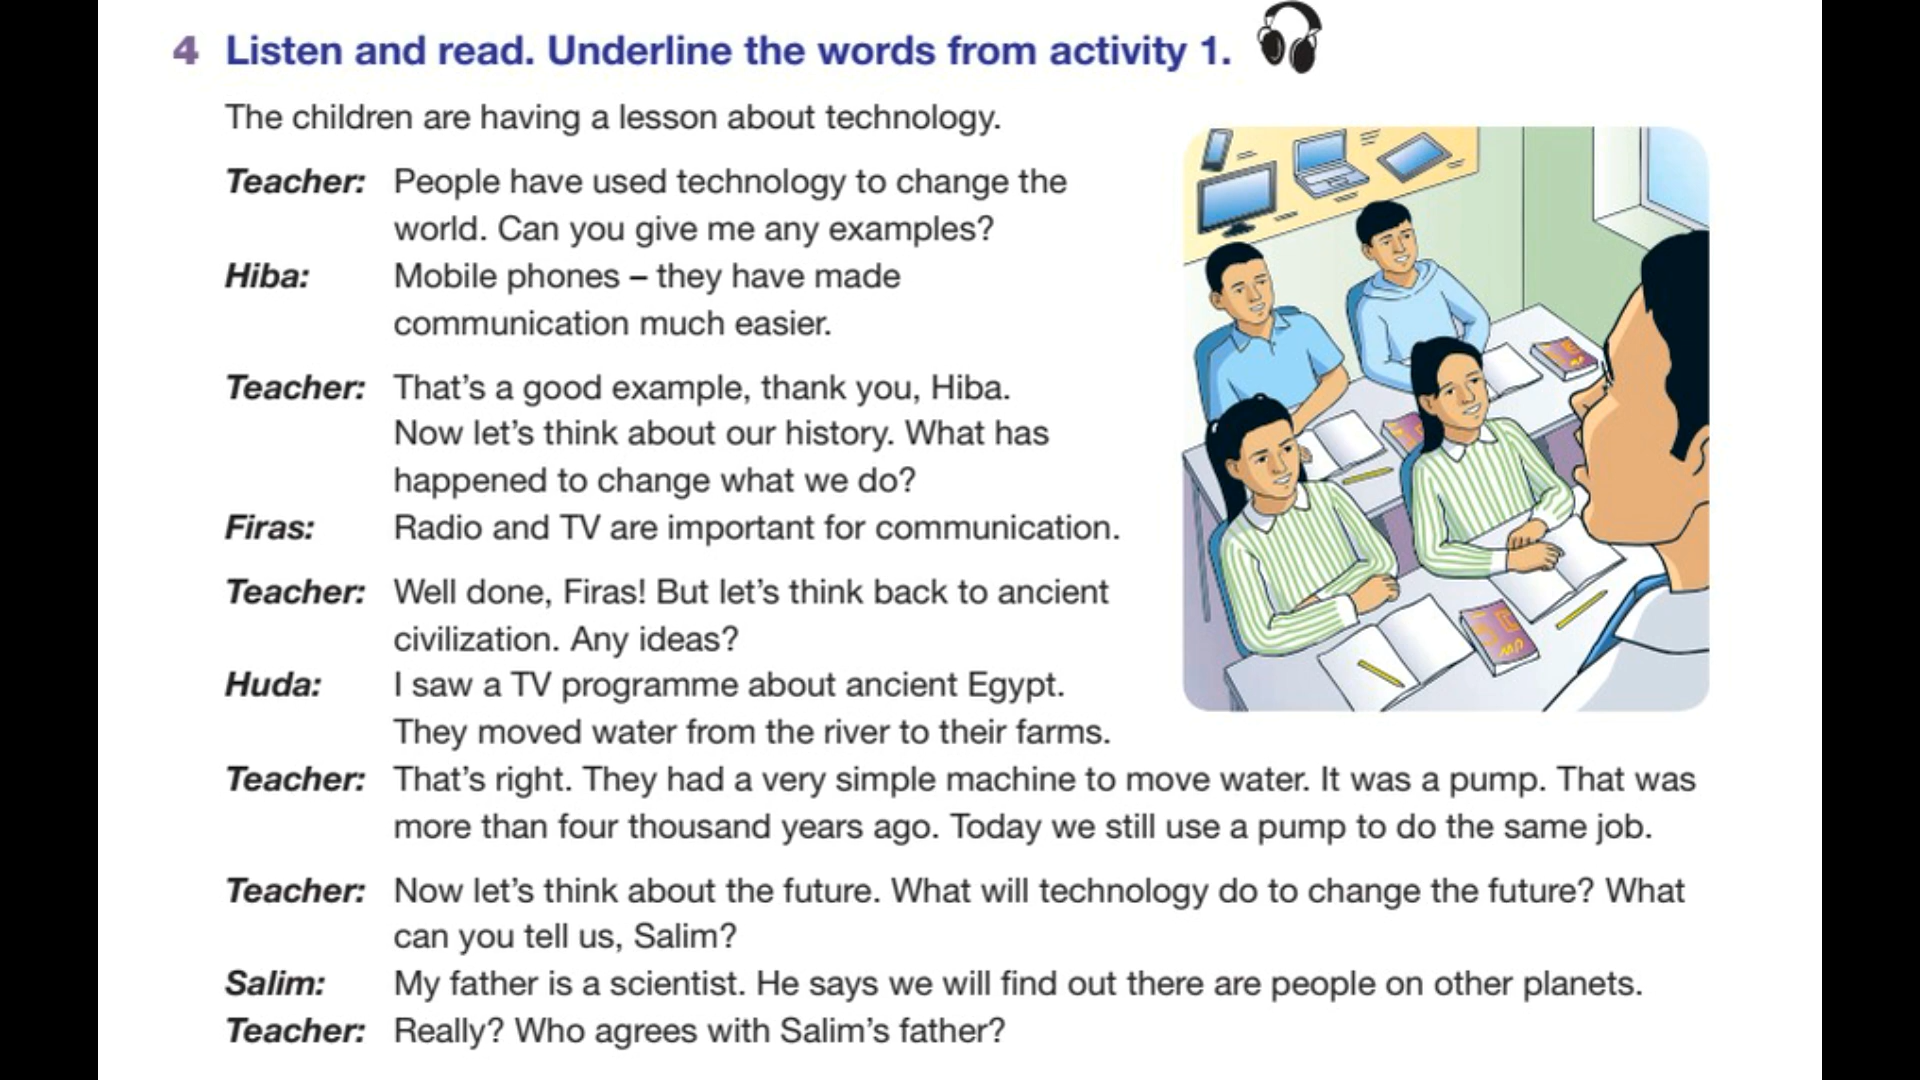 4 Listen and read. Underline the words from activity 1.
The children are having a lesson about technology.
Teacher: People have used technology to change the
world. Can you give me any examples?
Hiba: Mobile phones – they have made
communication much easier.
Teacher: That's a good example, thank you, Hiba.
Now let's think about our history. What has
happened to change what we do?
Firas: Radio and TV are important for communication.
Teacher: Well done, Firas! But let's think back to ancient
civilization. Any ideas?
Huda: I saw a TV programme about ancient Egypt.
They moved water from the river to their farms.
Teacher: That's right. They had a very simple machine to move water. It was a pump. That was
more than four thousand years ago. Today we still use a pump to do the same job.
Teacher: Now let's think about the future. What will technology do to change the future? What
can you tell us, Salim?
Salim: My father is a scientist. He says we will find out there are people on other planets.
Teacher: Really? Who agrees with Salim's father?